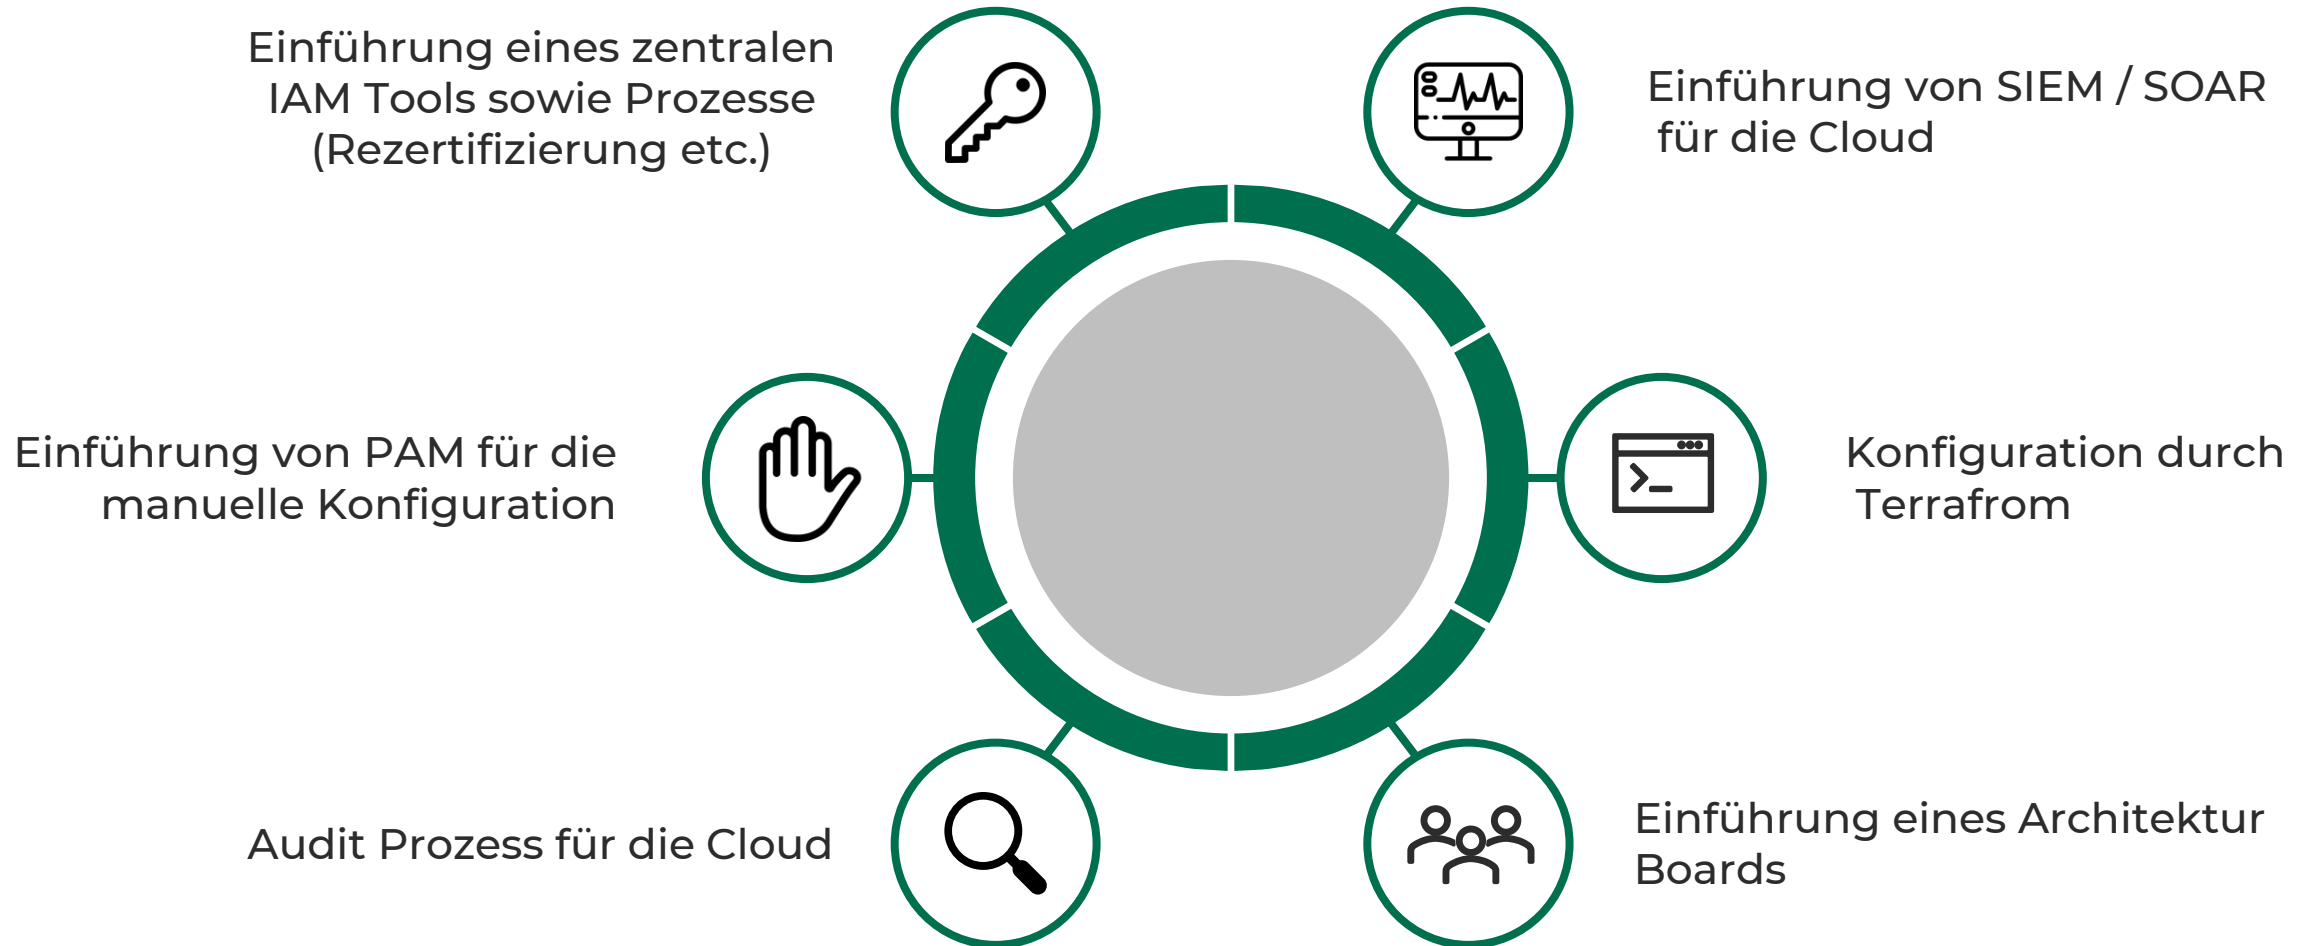 Einführung eines zentralen
IAM Tools sowie Prozesse
(Rezertifizierung etc.)
Einführung von SIEM / SOAR
für die Cloud
Einführung von PAM für die
manuelle Konfiguration
Konfiguration durch
Terrafrom
Audit Prozess für die Cloud
Einführung eines Architektur
Boards